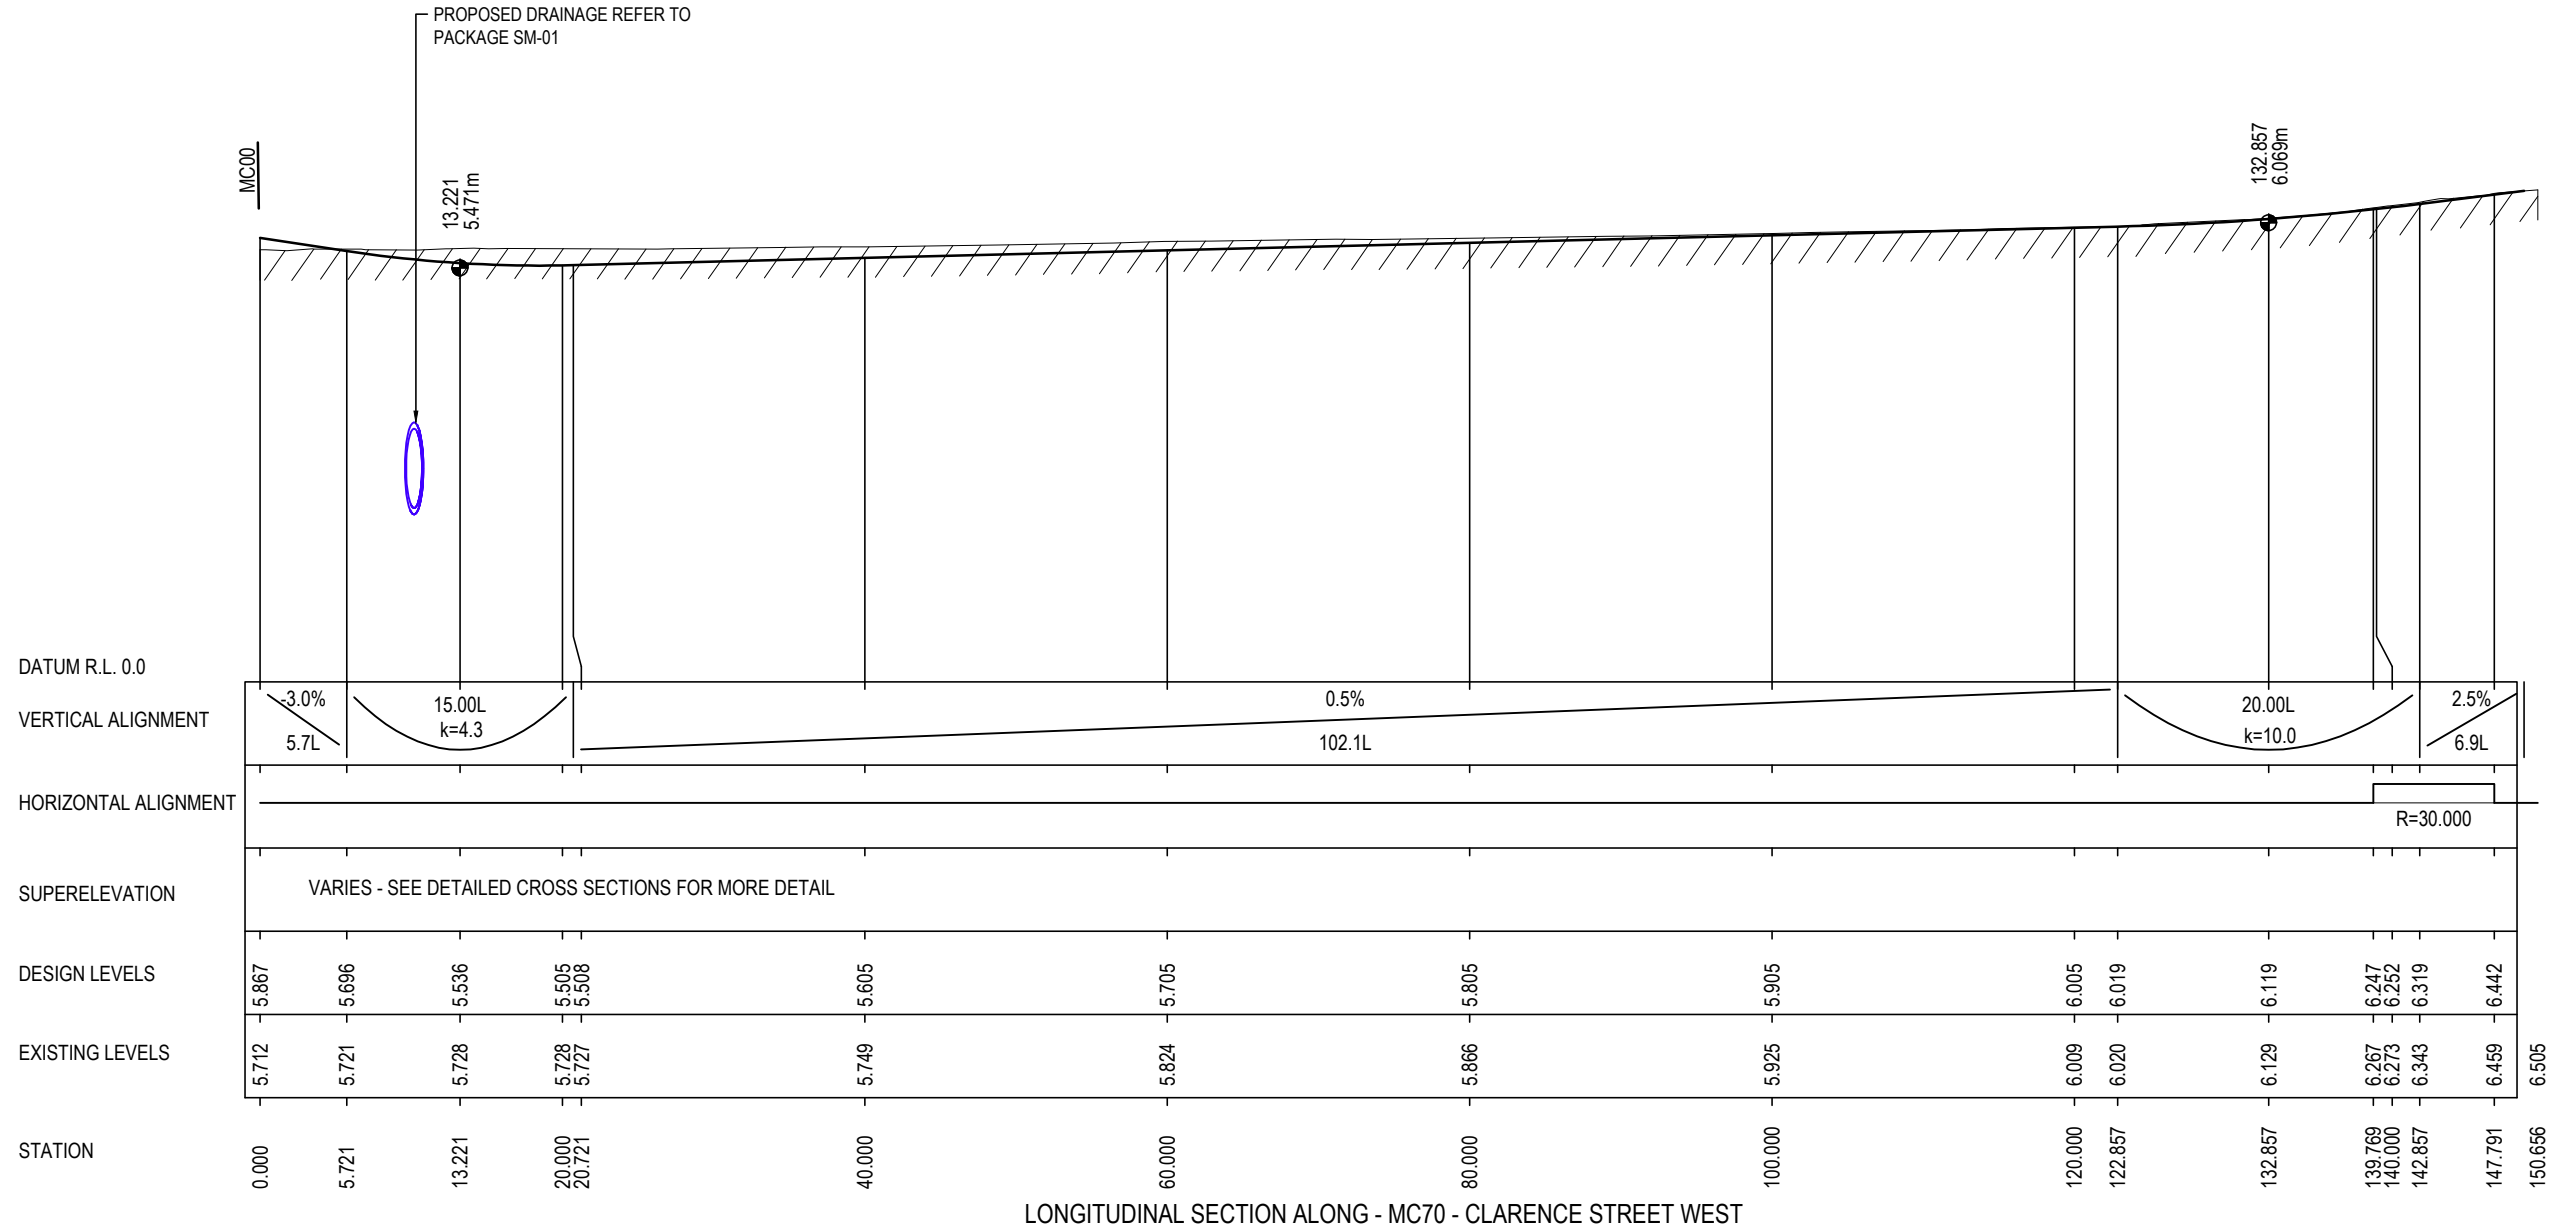 PROPOSED DRAINAGE REFER TO
PACKAGE SM-01
MC00
13.221
5.471m
132.857
6.069m
DATUM R.L. 0.0
VERTICAL ALIGNMENT
-3.0%
5.7L
15.00L
k=4.3
0.5%
102.1L
20.00L
k=10.0
2.5%
6.9L
HORIZONTAL ALIGNMENT
R=30.000
SUPERELEVATION
VARIES - SEE DETAILED CROSS SECTIONS FOR MORE DETAIL
DESIGN LEVELS
5.867
5.696
5.536
5.505
5.508
5.605
5.705
5.805
5.905
6.005
6.019
6.119
6.247
6.252
6.319
6.442
EXISTING LEVELS
5.712
5.721
5.728
5.728
5.727
5.749
5.824
5.866
5.925
6.009
6.020
6.129
6.267
6.273
6.343
6.459
6.505
STATION
0.000
5.721
13.221
20.000
20.721
40.000
60.000
80.000
100.000
120.000
122.857
132.857
139.769
140.000
142.857
147.791
150.656
LONGITUDINAL SECTION ALONG - MC70 - CLARENCE STREET WEST